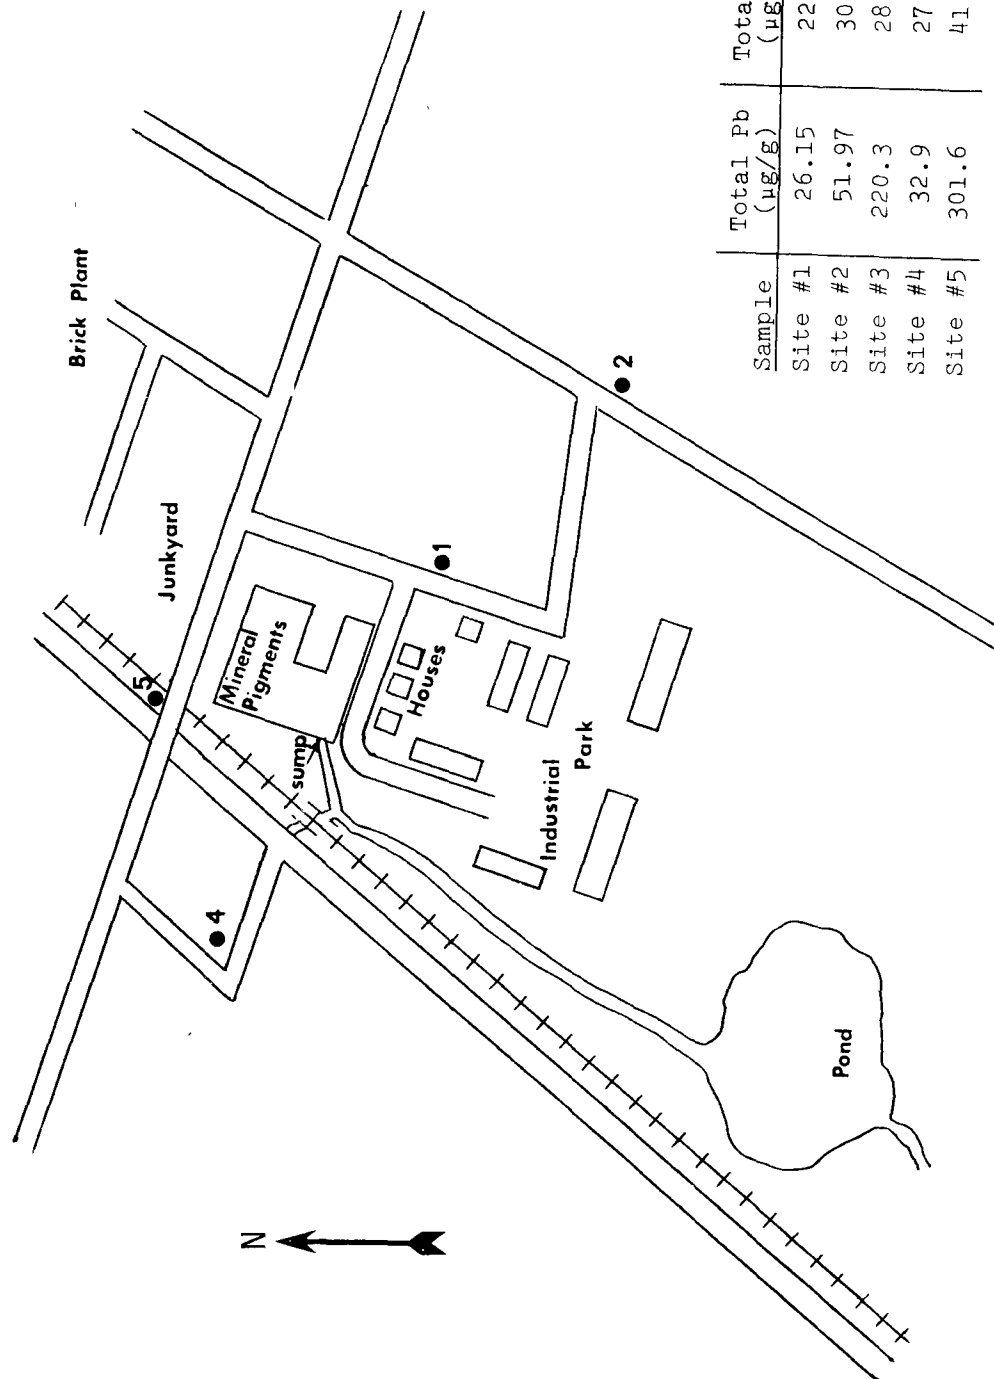 Brick Plant
Junkyard
5
Mineral
Pigments
sump
Houses
1
2
4
Industrial
Park
Pond
N
Sample Total Pb
(µg/g) (µg
Site #1 26.15 22
Site #2 51.97 30
Site #3 220.3 28
Site #4 32.9 27
Site #5 301.6 41